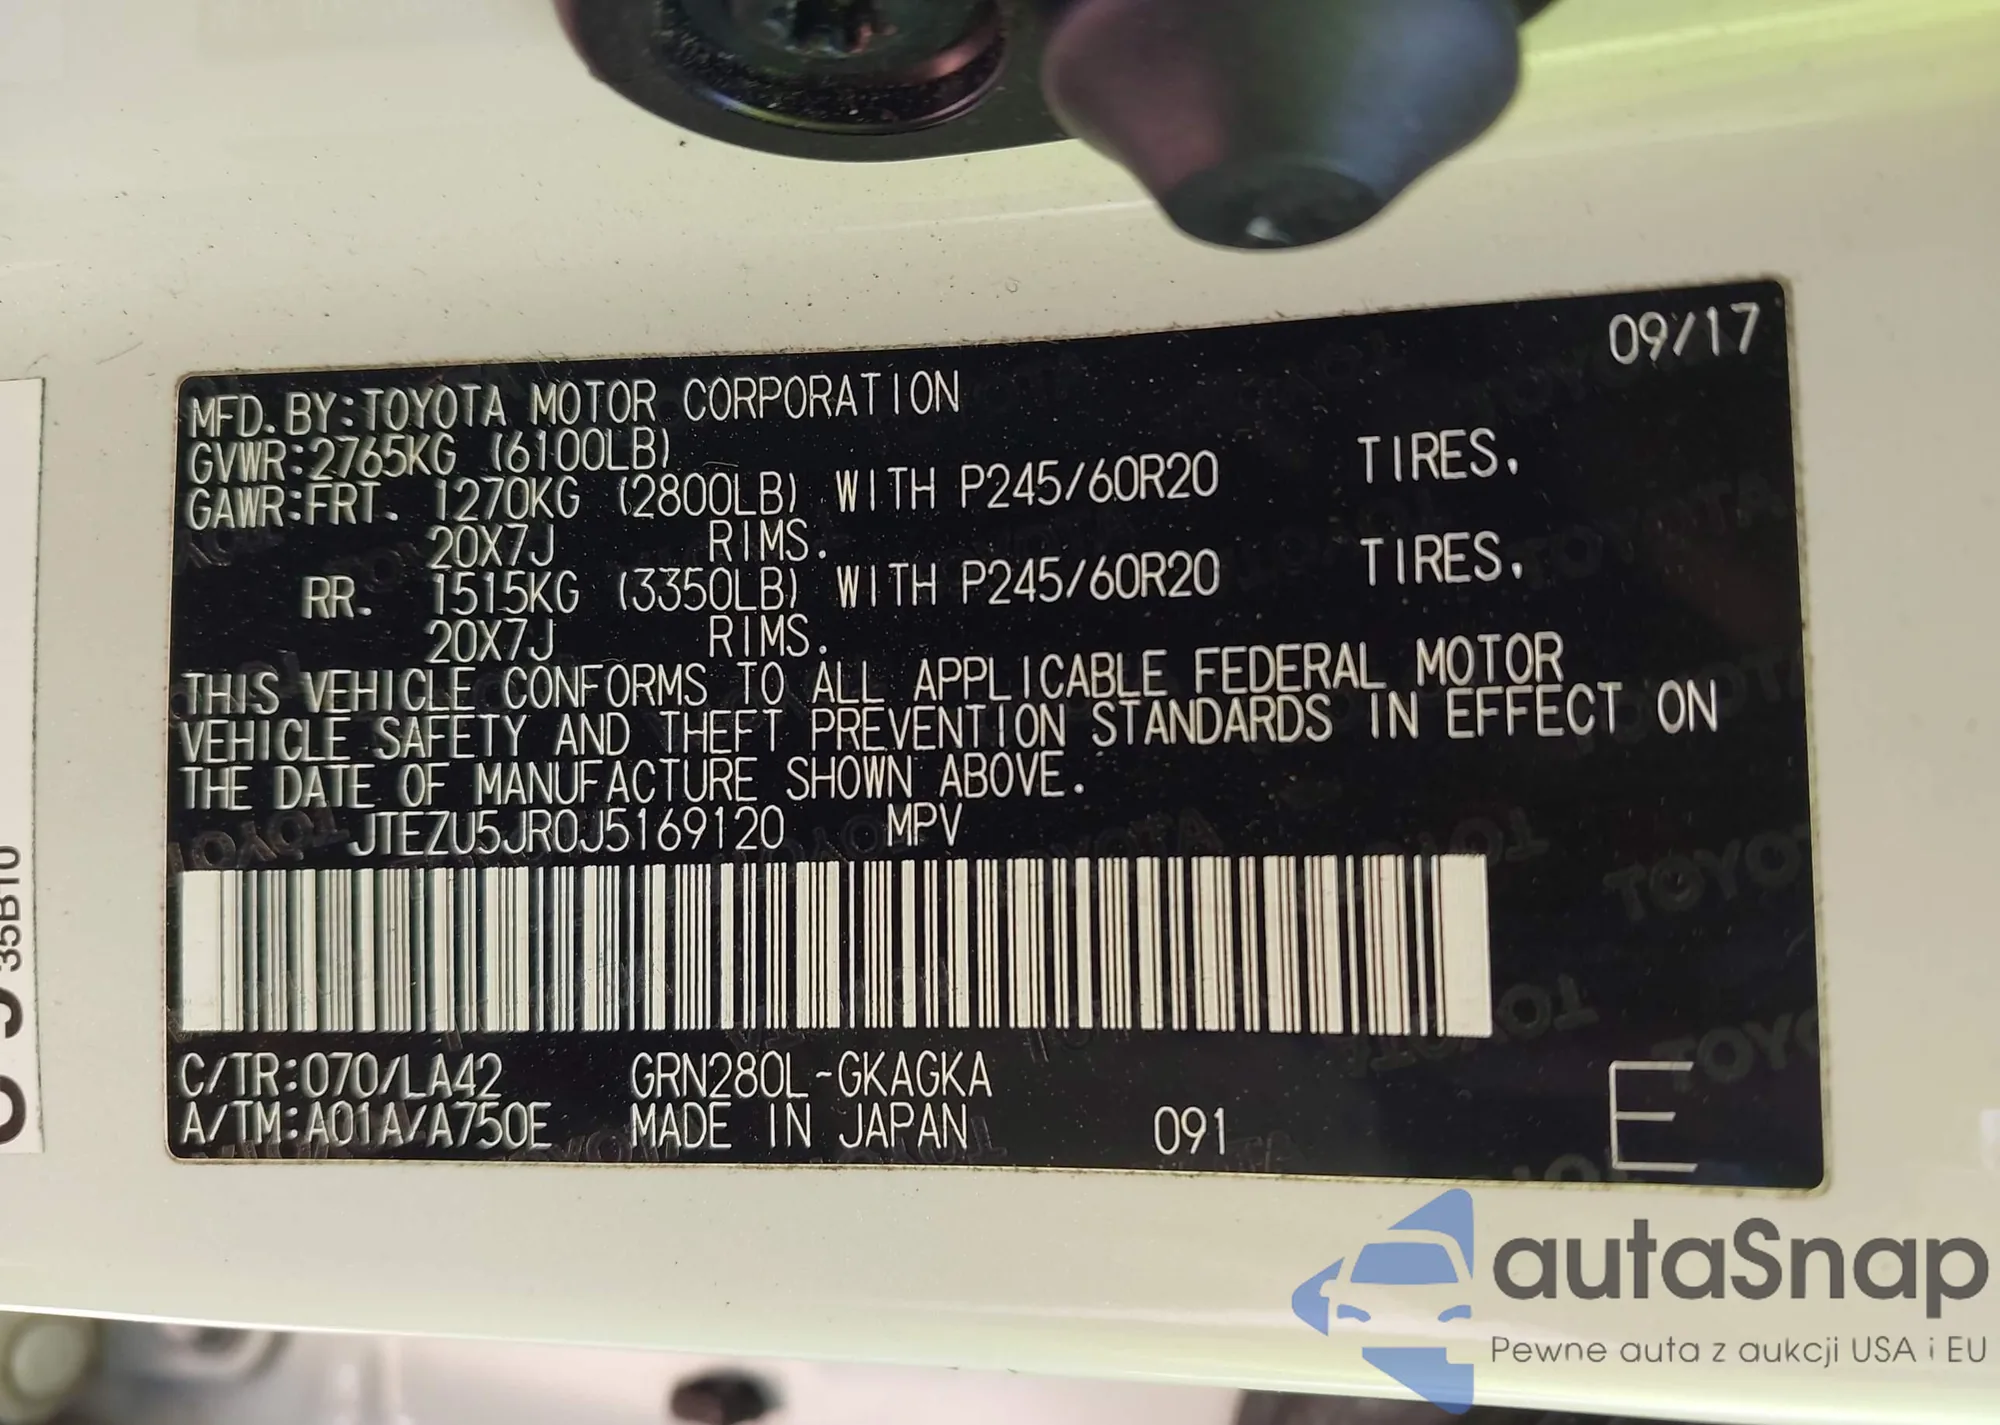 09/17
MFD.BY:TOYOTA MOTOR CORPORATION
GVWR:2765KG (6100LB)
GAWR:FRT. 1270KG (2800LB) WITH P245/60R20 TIRES,
20X7J RIMS.
RR. 1515KG (3350LB) WITH P245/60R20 TIRES,
20X7J RIMS.
THIS VEHICLE CONFORMS TO ALL APPLICABLE FEDERAL MOTOR
VEHICLE SAFETY AND THEFT PREVENTION STANDARDS IN EFFECT ON
THE DATE OF MANUFACTURE SHOWN ABOVE.
JTEZU5JR0J5169120 MPV
C/TR:070/LA42 GRN280L-GKAGKA
A/TM:A01A/A750E MADE IN JAPAN 091 E
35B10
autaSnap
Pewne auta z aukcji USA i EU